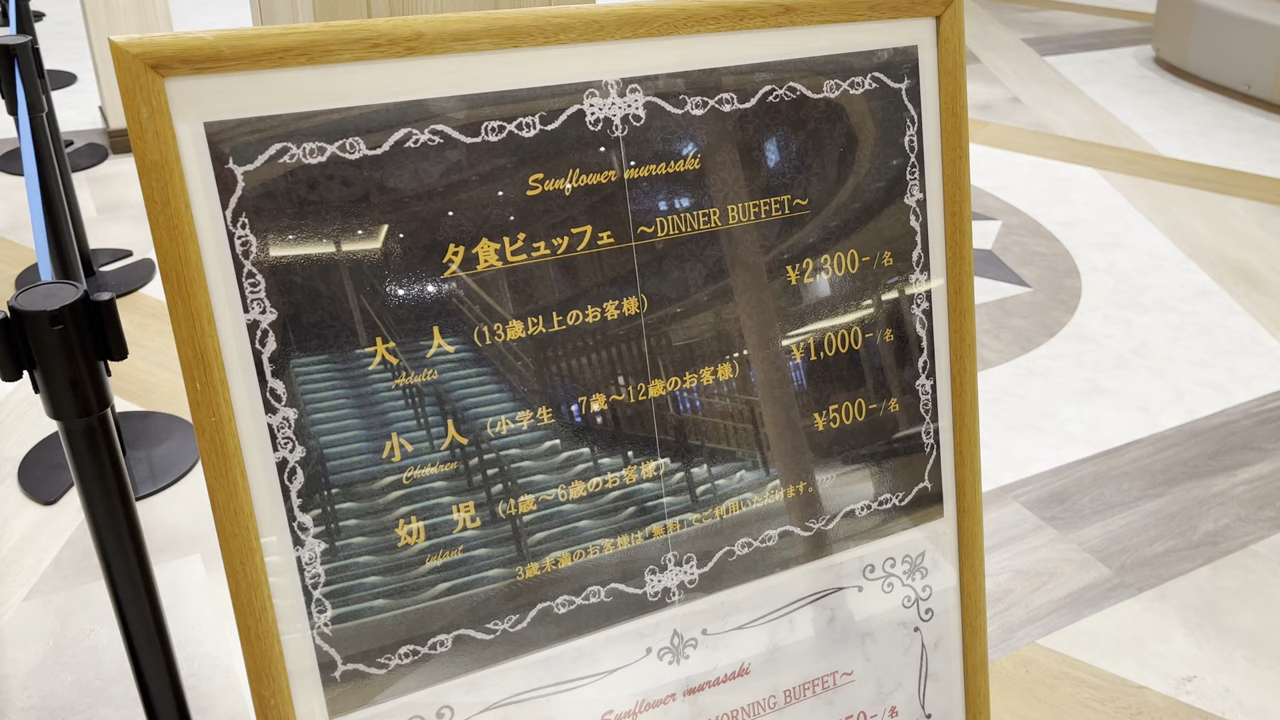 Sunflower murasaki
夕食ビュッフェ ～DINNER BUFFET～
大人 (13歳以上のお客様) ¥2,300-/名
Adults
小人 (小学生 7歳～12歳のお客様) ¥1,000-/名
Children
幼児 (4歳～6歳のお客様) ¥500-/名
infant
3歳未満のお客様は「無料」でご利用いただけます。
Sunflower murasaki
MORNING BUFFET～
50-/名